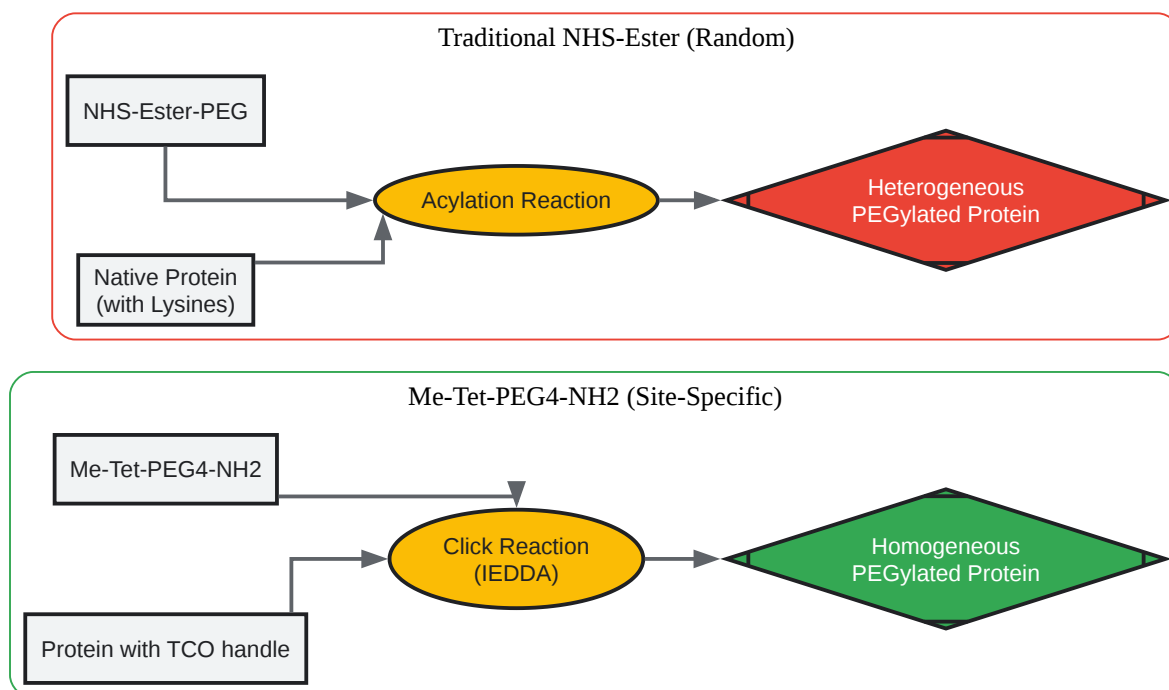 Traditional NHS-Ester (Random)
NHS-Ester-PEG
Acylation Reaction
Heterogeneous
PEGylated Protein
Native Protein
(with Lysines)
Me-Tet-PEG4-NH2 (Site-Specific)
Me-Tet-PEG4-NH2
Click Reaction
(IEDDA)
Homogeneous
PEGylated Protein
Protein with TCO handle